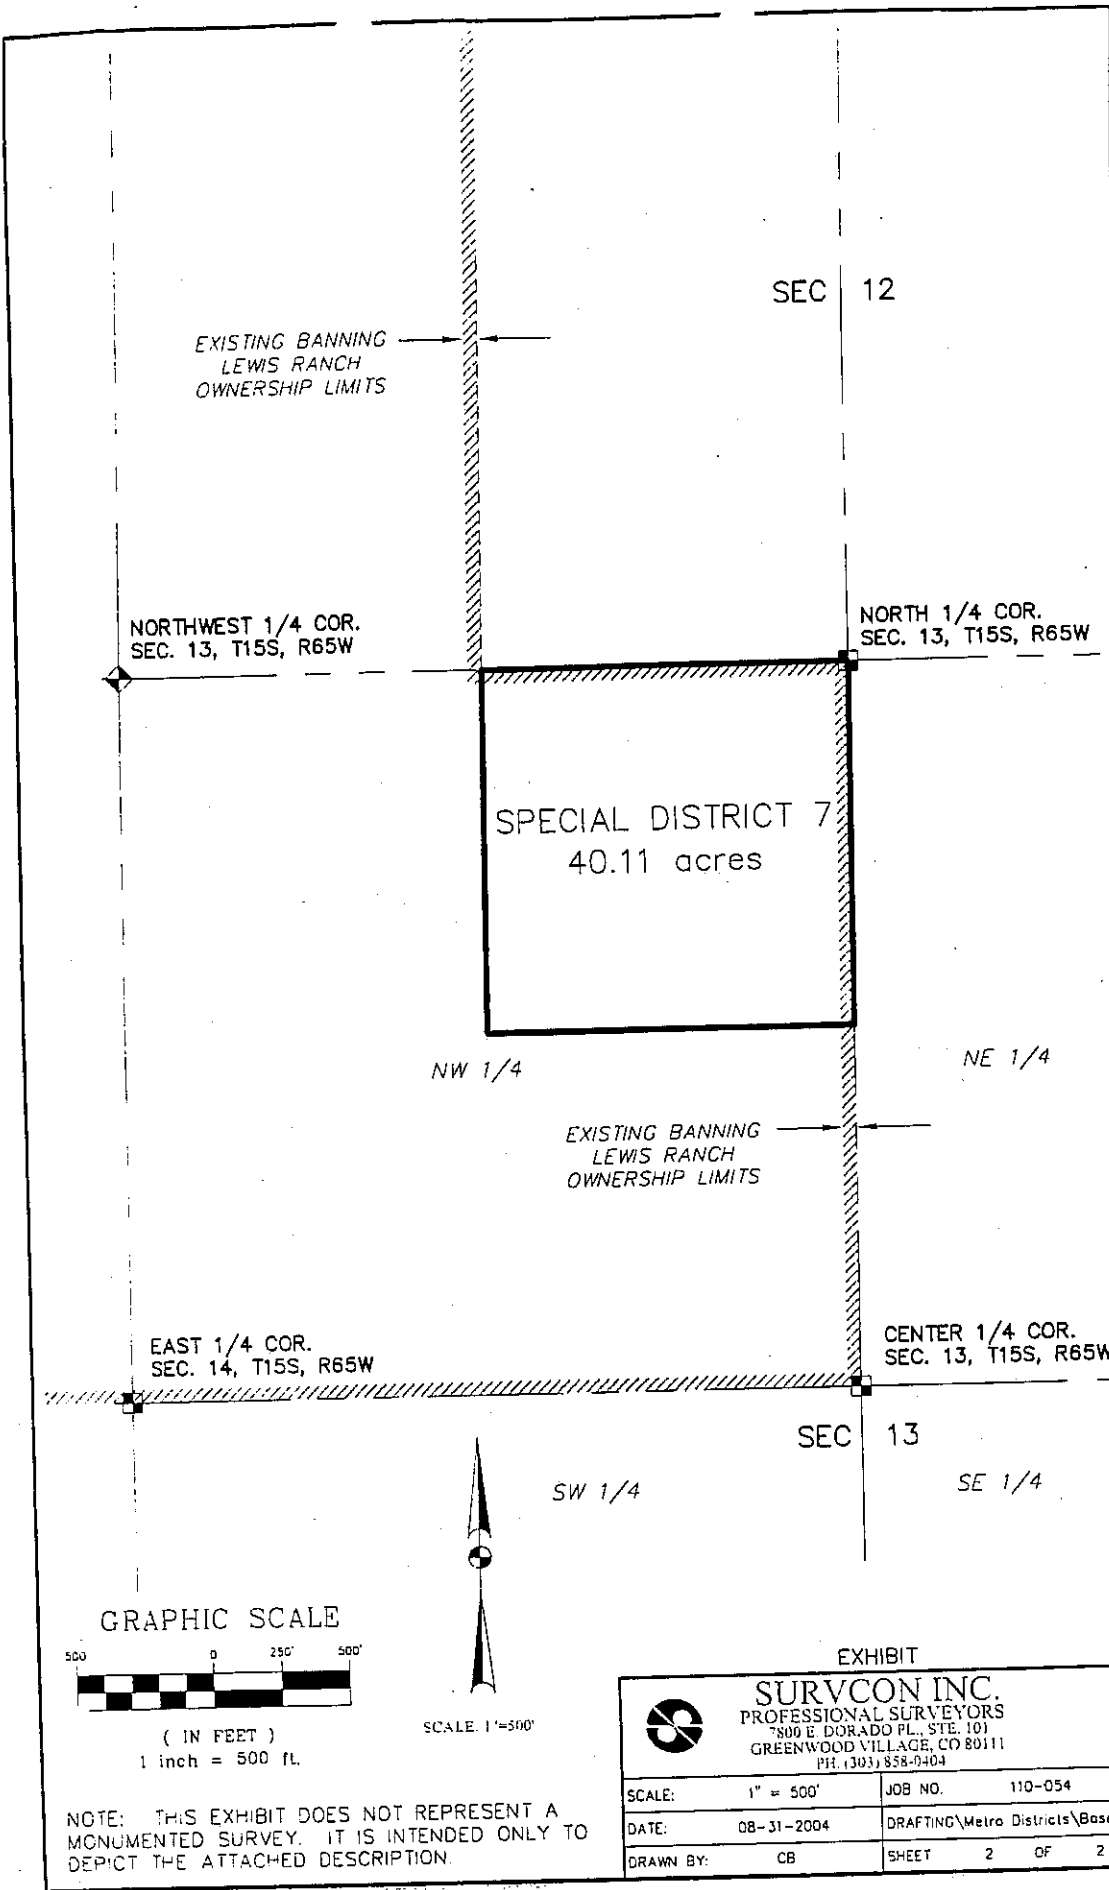 SEC 12
EXISTING BANNING
LEWIS RANCH
OWNERSHIP LIMITS
NORTHWEST 1/4 COR.
SEC. 13, T15S, R65W
NORTH 1/4 COR.
SEC. 13, T15S, R65W
SPECIAL DISTRICT 7
40.11 acres
NW 1/4
NE 1/4
EXISTING BANNING
LEWIS RANCH
OWNERSHIP LIMITS
EAST 1/4 COR.
SEC. 14, T15S, R65W
CENTER 1/4 COR.
SEC. 13, T15S, R65W
SEC 13
SW 1/4
SE 1/4
GRAPHIC SCALE
500 0 250' 500'
( IN FEET )
1 inch = 500 ft.
SCALE: 1"=500'
NOTE: THIS EXHIBIT DOES NOT REPRESENT A
MONUMENTED SURVEY. IT IS INTENDED ONLY TO
DEPICT THE ATTACHED DESCRIPTION.
EXHIBIT
SURVCON INC.
PROFESSIONAL SURVEYORS
7800 E. DORADO PL., STE. 101
GREENWOOD VILLAGE, CO 80111
PH. (303) 858-0404
SCALE: 1" = 500' JOB NO. 110-054
DATE: 08-31-2004 DRAFTING\Metro Districts\Base
DRAWN BY: CB SHEET 2 OF 2